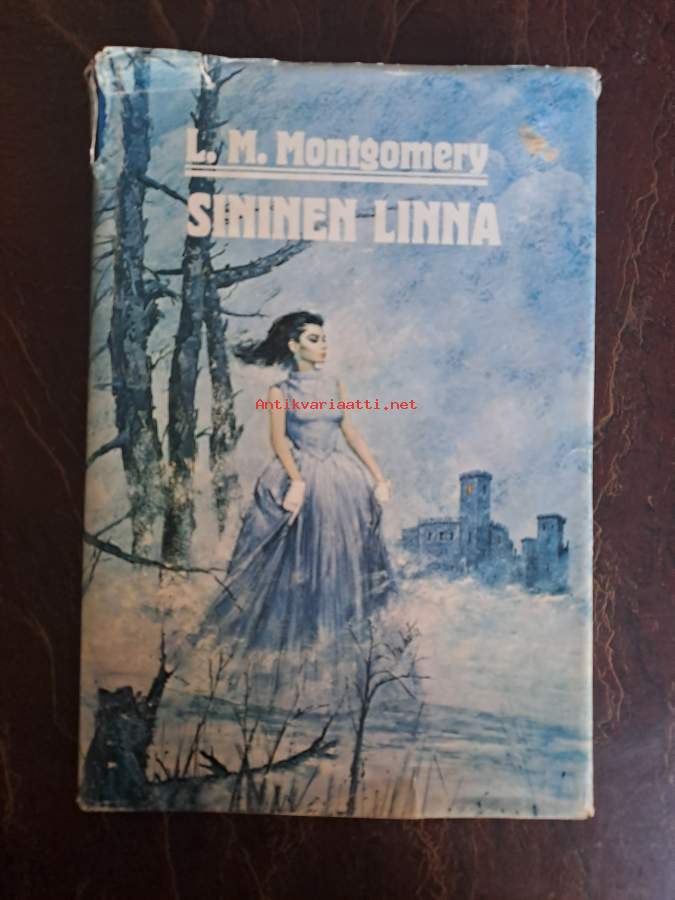 L. M. Montgomery
SININEN LINNA
Antikvariaatti.net